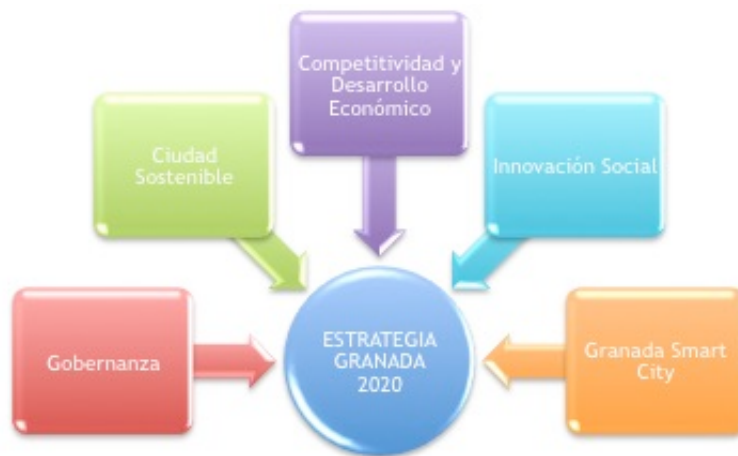 Competitividad y
Desarrollo
Económico
Ciudad
Sostenible
Innovación Social
Gobernanza
ESTRATEGIA
GRANADA
2020
Granada Smart
City